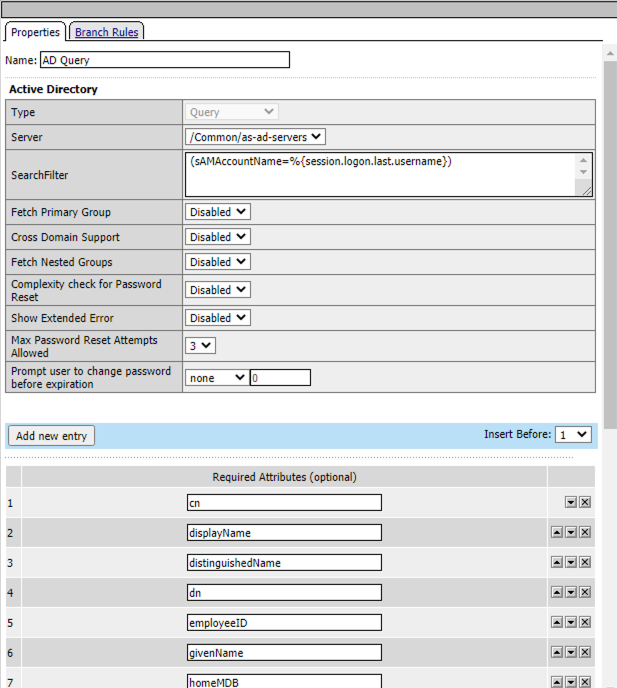 Properties
Branch Rules
Name: AD Query
Active Directory
Type Query
Server /Common/as-ad-servers
SearchFilter (sAMAccountName=%{session.logon.last.username})
Fetch Primary Group Disabled
Cross Domain Support Disabled
Fetch Nested Groups Disabled
Complexity check for Password
Reset Disabled
Show Extended Error Disabled
Max Password Reset Attempts
Allowed 3
Prompt user to change password
before expiration none 0
Add new entry Insert Before: 1
Required Attributes (optional)
1 cn
2 displayName
3 distinguishedName
4 dn
5 employeeID
6 givenName
7 homeMDB